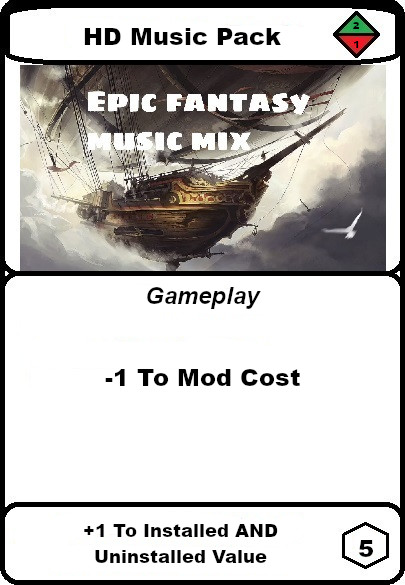 HD Music Pack
2
1
Epic fantasy
music mix
Gameplay
-1 To Mod Cost
+1 To Installed AND
Uninstalled Value
5